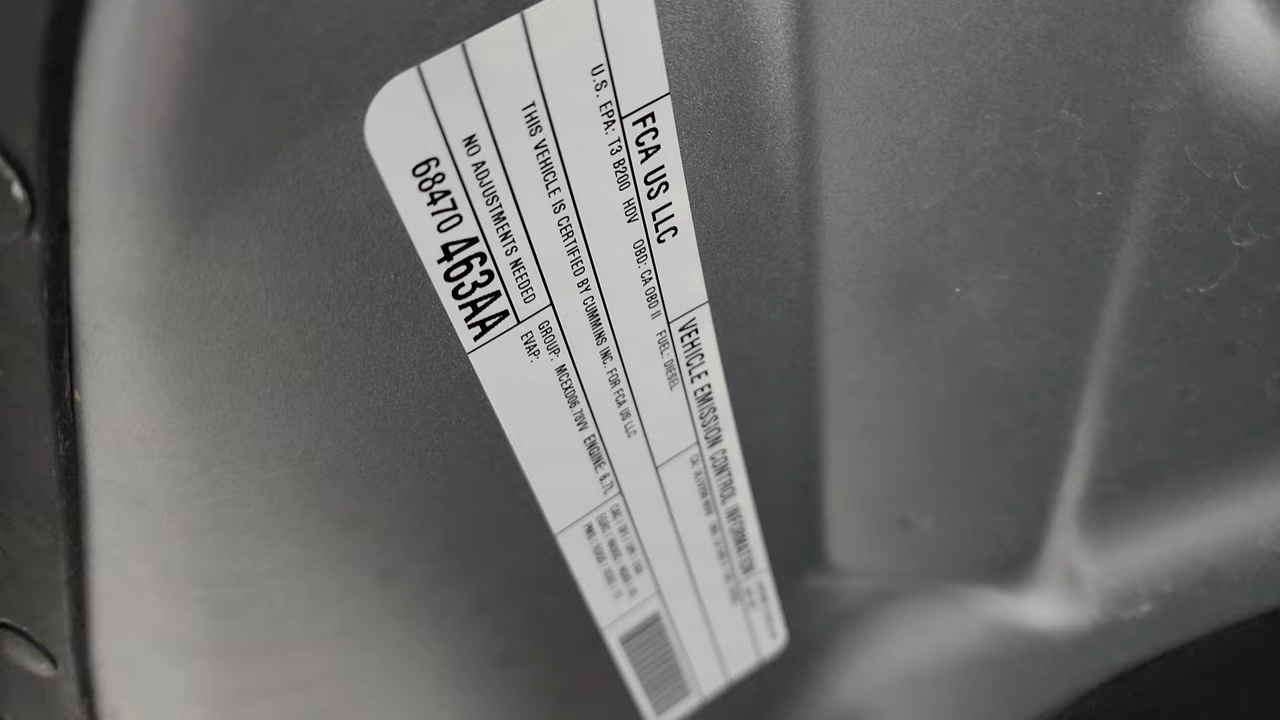 FCA US LLC
VEHICLE EMISSION CONTROL INFORMATION
U.S. EPA: T3 B200 HDV OBD: CA OBD II FUEL: DIESEL
THIS VEHICLE IS CERTIFIED BY CUMMINS INC. FOR FCA US LLC
NO ADJUSTMENTS NEEDED
GROUP: MCEXD06.78VV ENGINE: 6.7L
EVAP:
68470 463AA